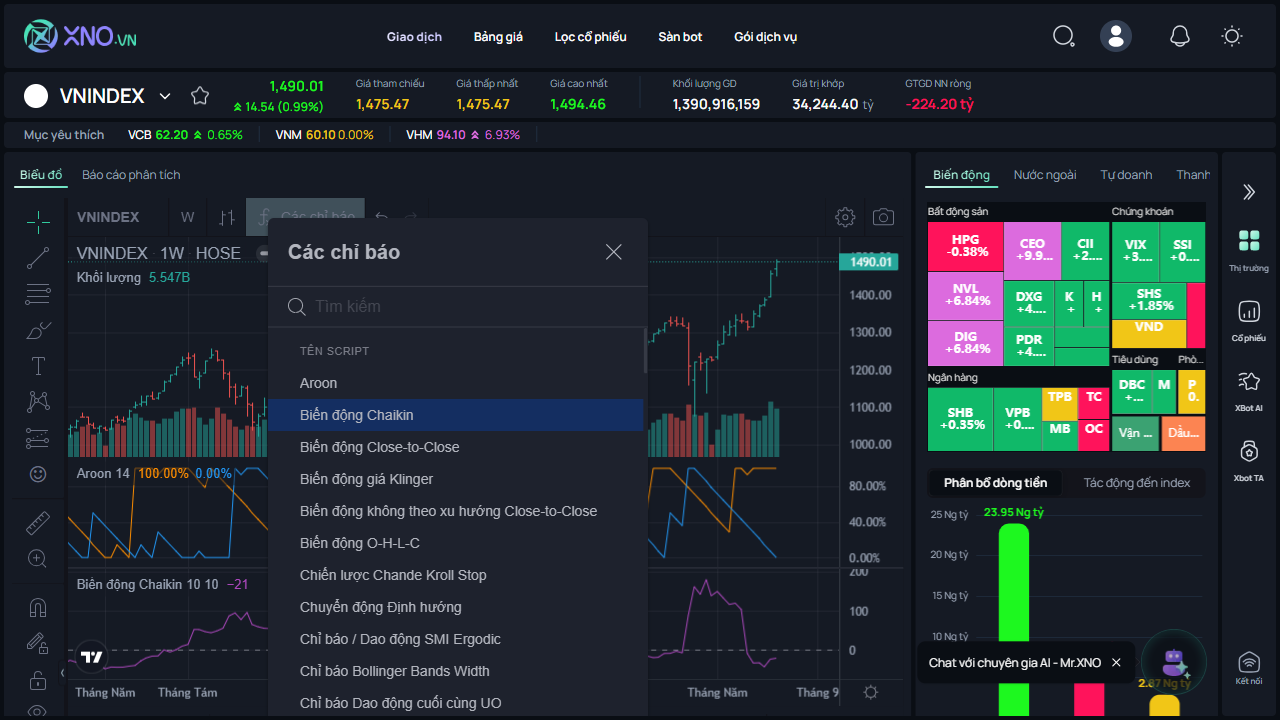 XNO.VN
Giao dịch Bảng giá Lọc cổ phiếu Sàn bot Gói dịch vụ
VNINDEX
1,490.01
14.54 (0.99%)
Giá tham chiếu
1,475.47
Giá thấp nhất
1,475.47
Giá cao nhất
1,494.46
Khối lượng GD
1,390,916,159
Giá trị khớp
34,244.40 tỷ
GTGD NN ròng
-224.20 tỷ
Mục yêu thích VCB 62.20 0.65% VNM 60.10 0.00% VHM 94.10 6.93%
Biểu đồ Báo cáo phân tích
VNINDEX W Các chỉ báo
VNINDEX · 1W · HOSE
Khối lượng 5.547B
1490.01
1400.00
1300.00
1200.00
1100.00
1000.00
Aroon 14 100.00% 0.00%
80.00%
40.00%
0.00%
Biến động Chaikin 10 10 −21
200
100
0
Tháng Năm Tháng Tám Tháng Năm Tháng 9
Các chỉ báo
Tìm kiếm
TÊN SCRIPT
Aroon
Biến động Chaikin
Biến động Close-to-Close
Biến động giá Klinger
Biến động không theo xu hướng Close-to-Close
Biến động O-H-L-C
Chiến lược Chande Kroll Stop
Chuyển động Định hướng
Chỉ báo / Dao động SMI Ergodic
Chỉ báo Bollinger Bands Width
Chỉ báo Dao động cuối cùng UO
Biến động Nước ngoài Tự doanh Thanh
Bất động sản
HPG
-0.38%
CEO
+9.9...
CII
+2....
NVL
+6.84%
DXG
+4....
K
+
H
+
DIG
+6.84%
PDR
+4....
Chứng khoán
VIX
+3....
SSI
+0....
SHS
+1.85%
VND
Ngân hàng
SHB
+0.35%
VPB
+0....
TPB
TC
MB
OC
Tiêu dùng
DBC
+...
M
Phò...
P
0.
Vận ...
Dầu...
Phân bổ dòng tiền Tác động đến index
25 Ng tỷ
20 Ng tỷ
15 Ng tỷ
10 Ng tỷ
23.95 Ng tỷ
2.87 Ng tỷ
Chat với chuyên gia AI - Mr.XNO
Thị trường
Cổ phiếu
XBot AI
Xbot TA
Kết nối